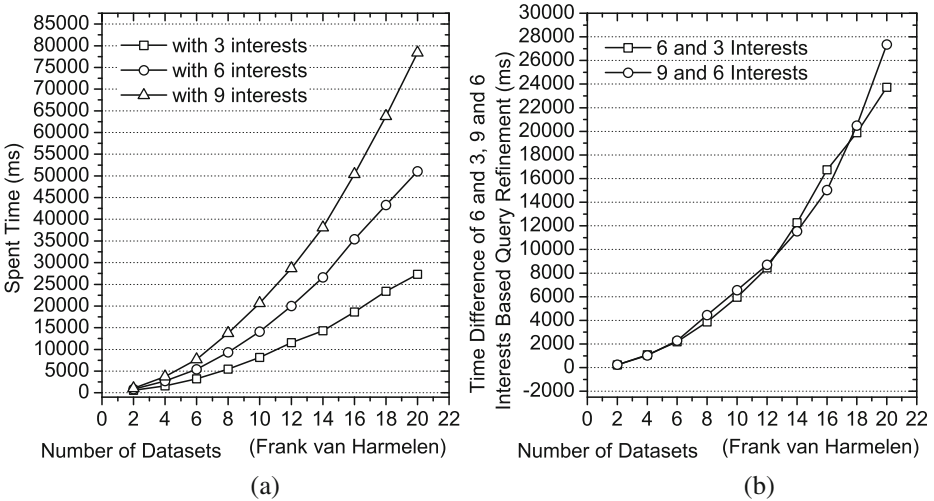 85000
80000
75000
70000
65000
60000
55000
50000
45000
40000
35000
30000
25000
20000
15000
10000
5000
0
Spent Time (ms)
with 3 interests
with 6 interests
with 9 interests
0 2 4 6 8 10 12 14 16 18 20 22
Number of Datasets (Frank van Harmelen)
(a)
30000
28000
26000
24000
22000
20000
18000
16000
14000
12000
10000
8000
6000
4000
2000
0
-2000
Time Difference of 6 and 3, 9 and 6
Interests Based Query Refinement (ms)
6 and 3 Interests
9 and 6 Interests
0 2 4 6 8 10 12 14 16 18 20 22
Number of Datasets (Frank van Harmelen)
(b)